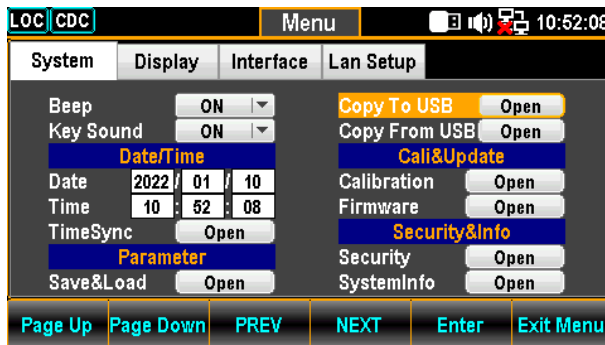 LOC CDC Menu 10:52:08
System Display Interface Lan Setup
Beep ON Copy To USB Open
Key Sound ON Copy From USB Open
Date/Time Cali&Update
Date 2022 / 01 / 10 Calibration Open
Time 10 : 52 : 08 Firmware Open
TimeSync Open Security&Info
Parameter Security Open
Save&Load Open SystemInfo Open
Page Up Page Down PREV NEXT Enter Exit Menu